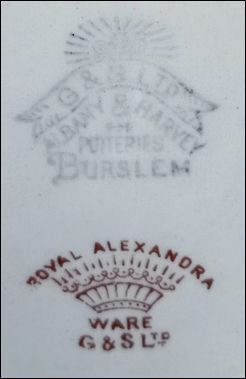 G & S LTD
ALBANY & HARVEY
POTTERIES
BURSLEM
ROYAL ALEXANDRA
WARE
G & S LTD